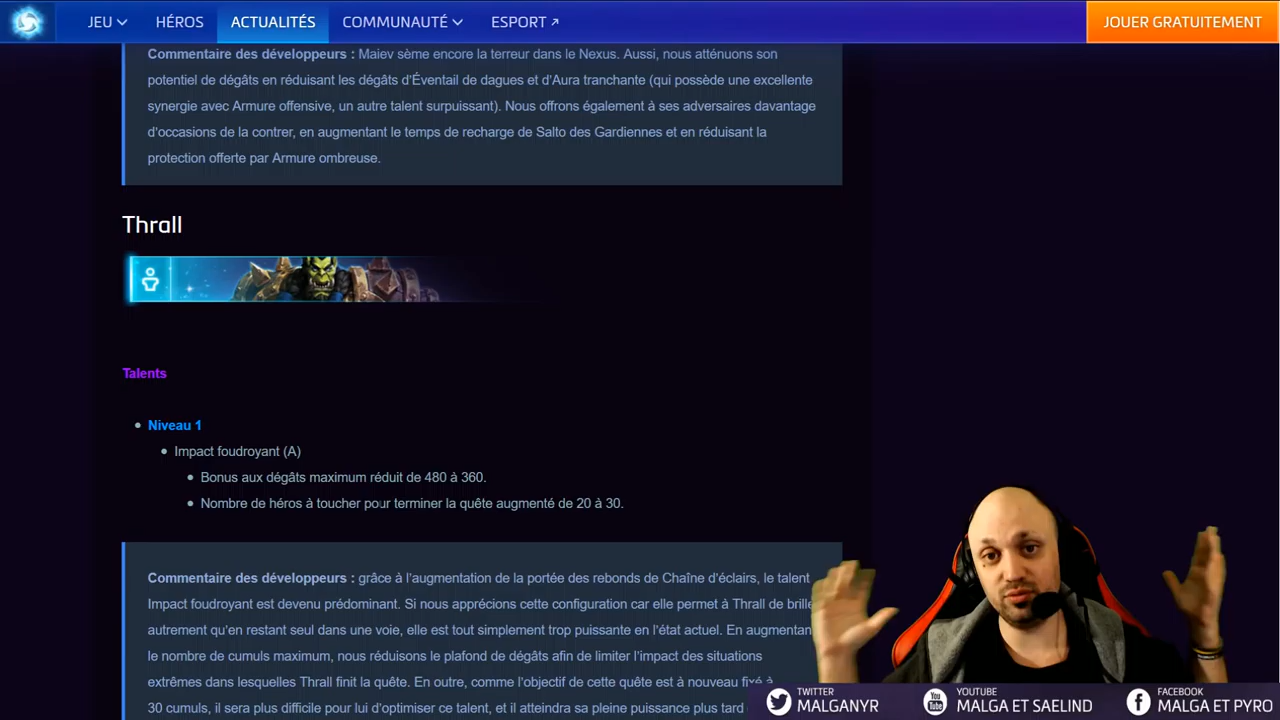 JEU HÉROS ACTUALITÉS COMMUNAUTÉ ESPORT JOUER GRATUITEMENT
Commentaire des développeurs : Maiev sème encore la terreur dans le Nexus. Aussi, nous atténuons son
potentiel de dégâts en réduisant les dégâts d'Éventail de dagues et d'Aura tranchante (qui possède une excellente
synergie avec Armure offensive, un autre talent surpuissant). Nous offrons également à ses adversaires davantage
d'occasions de la contrer, en augmentant le temps de recharge de Salto des Gardiennes et en réduisant la
protection offerte par Armure ombreuse.
Thrall
Talents
Niveau 1
Impact foudroyant (A)
Bonus aux dégâts maximum réduit de 480 à 360.
Nombre de héros à toucher pour terminer la quête augmenté de 20 à 30.
Commentaire des développeurs : grâce à l'augmentation de la portée des rebonds de Chaîne d'éclairs, le talent
Impact foudroyant est devenu prédominant. Si nous apprécions cette configuration car elle permet à Thrall de brille
autrement qu'en restant seul dans une voie, elle est tout simplement trop puissante en l'état actuel. En augmentan
le nombre de cumuls maximum, nous réduisons le plafond de dégâts afin de limiter l'impact des situations
extrêmes dans lesquelles Thrall finit la quête. En outre, comme l'objectif de cette quête est à nouveau fixé à
30 cumuls, il sera plus difficile pour lui d'optimiser ce talent, et il atteindra sa pleine puissance plus tard
TWITTER
MALGANYR
YOUTUBE
MALGA ET SAELIND
FACEBOOK
MALGA ET PYRO